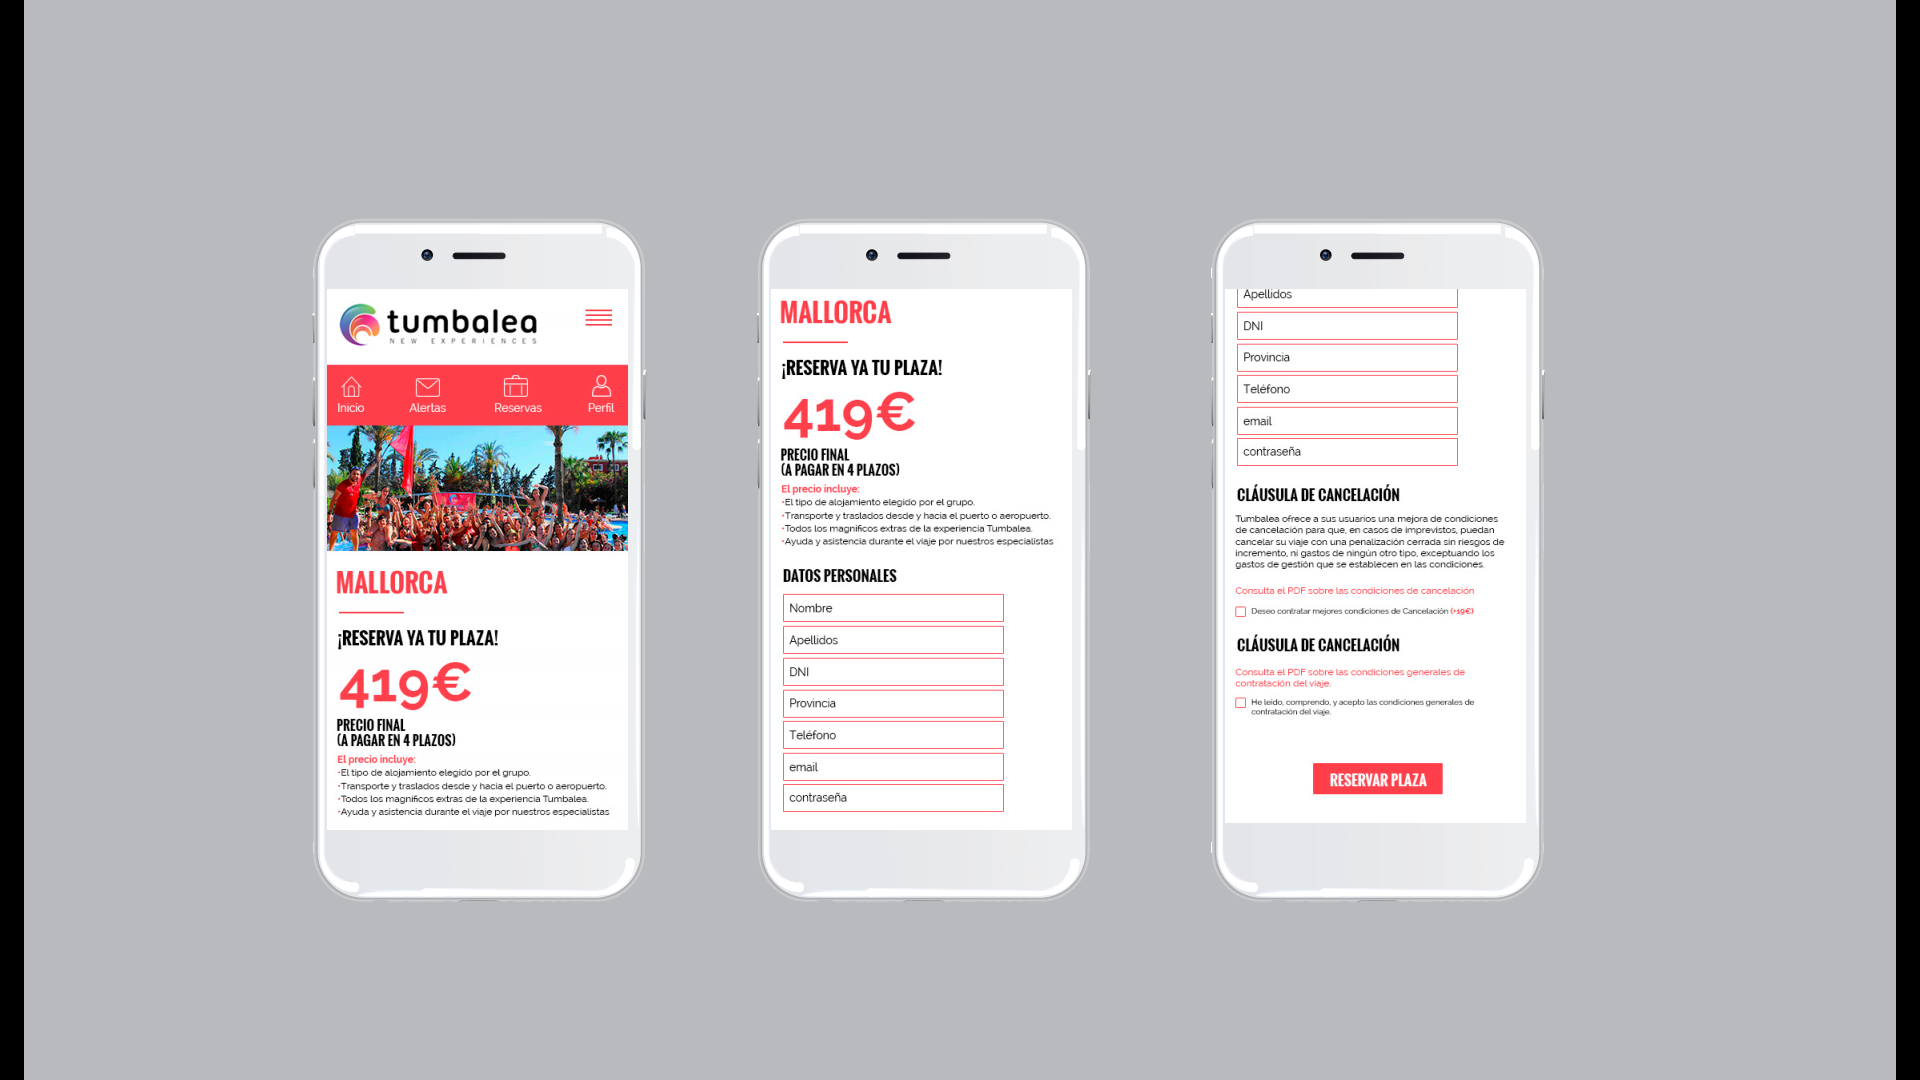 tumbalea
NEW EXPERIENCES
Inicio
Alertas
Reservas
Perfil
MALLORCA
¡RESERVA YA TU PLAZA!
419€
PRECIO FINAL
(A PAGAR EN 4 PLAZOS)
El precio incluye:
·El tipo de alojamiento elegido por el grupo.
·Transporte y traslados desde y hacia el puerto o aeropuerto.
·Todos los magníficos extras de la experiencia Tumbalea.
·Ayuda y asistencia durante el viaje por nuestros especialistas
MALLORCA
¡RESERVA YA TU PLAZA!
419€
PRECIO FINAL
(A PAGAR EN 4 PLAZOS)
El precio incluye:
·El tipo de alojamiento elegido por el grupo.
·Transporte y traslados desde y hacia el puerto o aeropuerto.
·Todos los magníficos extras de la experiencia Tumbalea.
·Ayuda y asistencia durante el viaje por nuestros especialistas
DATOS PERSONALES
Nombre
Apellidos
DNI
Provincia
Teléfono
email
contraseña
Apellidos
DNI
Provincia
Teléfono
email
contraseña
CLÁUSULA DE CANCELACIÓN
Tumbalea ofrece a sus usuarios una mejora de condiciones
de cancelación para que, en casos de imprevistos, puedan
cancelar su viaje con una penalización cerrada sin riesgos de
incremento, ni gastos de ningún otro tipo, exceptuando los
gastos de gestión que se establecen en las condiciones.
Consulta el PDF sobre las condiciones de cancelación
Deseo contratar mejores condiciones de Cancelación (+19€)
CLÁUSULA DE CANCELACIÓN
Consulta el PDF sobre las condiciones generales de
contratación del viaje.
He leído, comprendo, y acepto las condiciones generales de
contratación del viaje.
RESERVAR PLAZA